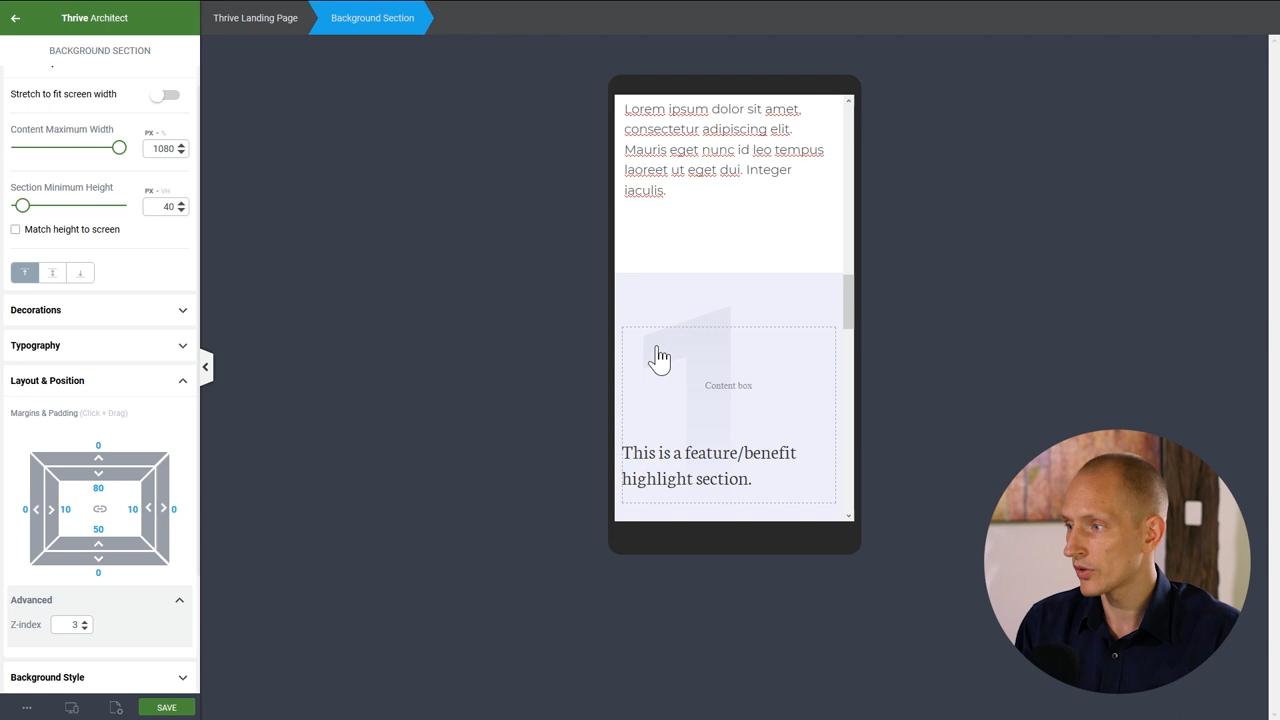 Thrive Architect
Thrive Landing Page
Background Section
BACKGROUND SECTION
Stretch to fit screen width
Content Maximum Width
PX - %
1080
Section Minimum Height
PX - VH
40
Match height to screen
Decorations
Typography
Layout & Position
Margins & Padding (Click + Drag)
0
80
0 10 10 0
50
0
Advanced
Z-index 3
Background Style
SAVE
Lorem ipsum dolor sit amet,
consectetur adipiscing elit.
Mauris eget nunc id leo tempus
laoreet ut eget dui. Integer
iaculis.
1
Content box
This is a feature/benefit
highlight section.